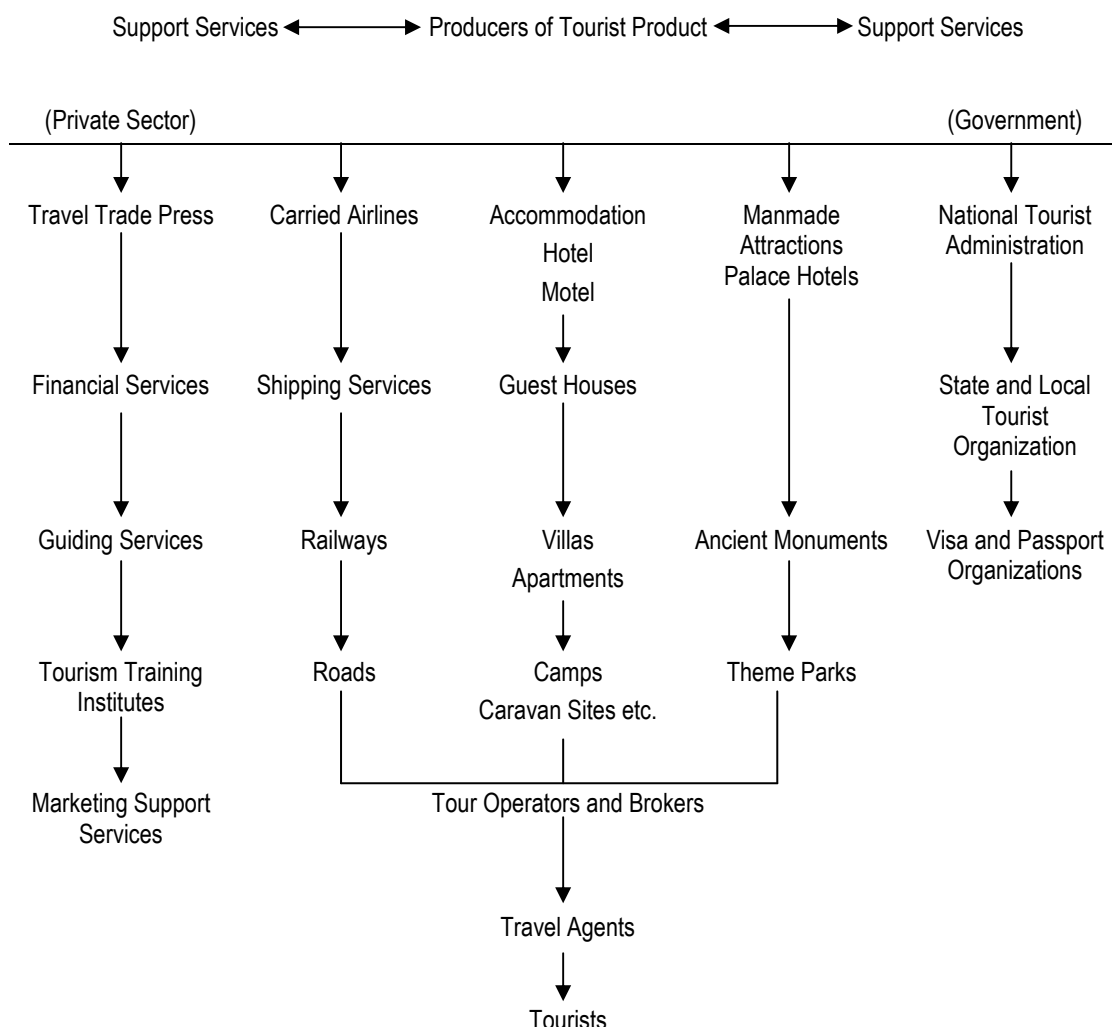 Support Services Producers of Tourist Product Support Services
(Private Sector) (Government)
Travel Trade Press Carried Airlines Accommodation Manmade National Tourist
Hotel Attractions Administration
Motel Palace Hotels
Financial Services Shipping Services Guest Houses State and Local
Tourist
Organization
Guiding Services Railways Villas Ancient Monuments Visa and Passport
Apartments Organizations
Tourism Training Roads Camps Theme Parks
Institutes Caravan Sites etc.
Marketing Support Tour Operators and Brokers
Services
Travel Agents
Tourists